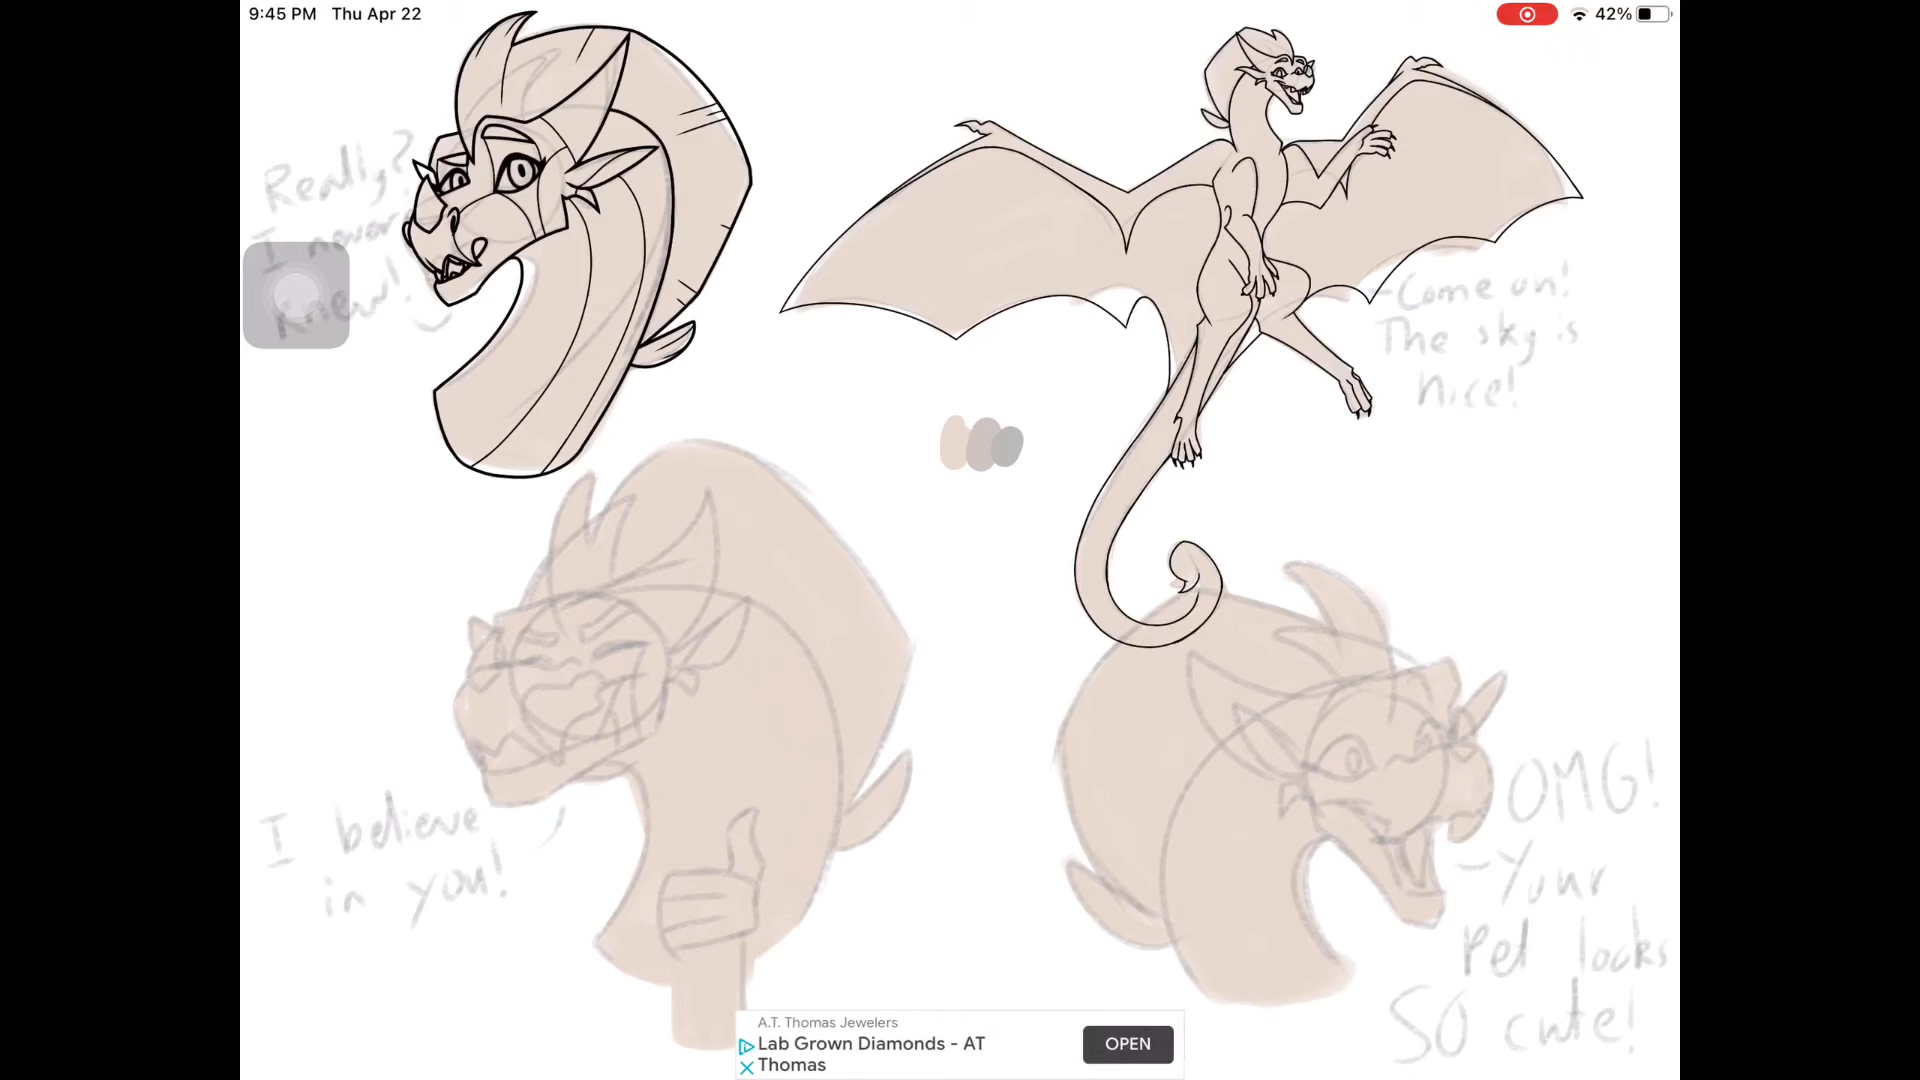 9:45 PM Thu Apr 22
42%
Really?
I never
knew!
-Come on!
The sky is
nice!
I believe
in you!
OMG!
-Your
Pet looks
SO cute!
A.T. Thomas Jewelers
Lab Grown Diamonds - AT
Thomas
OPEN